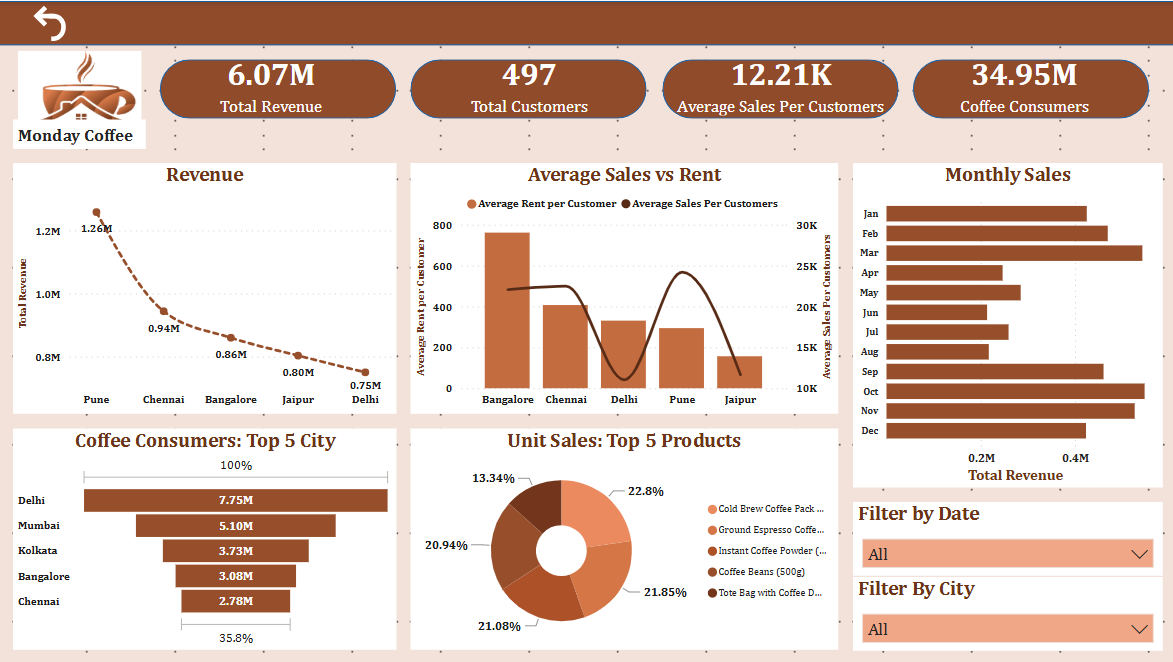 6.07M
Total Revenue
497
Total Customers
12.21K
Average Sales Per Customers
34.95M
Coffee Consumers
Monday Coffee
Revenue
Total Revenue
1.2M
1.0M
0.8M
1.26M
0.94M
0.86M
0.80M
0.75M
Pune Chennai Bangalore Jaipur Delhi
Average Sales vs Rent
Average Rent per Customer Average Sales Per Customers
Average Rent per Customer
800
600
400
200
0
30K
25K
20K
15K
10K
Average Sales Per Customers
Bangalore Chennai Delhi Pune Jaipur
Monthly Sales
Jan
Feb
Mar
Apr
May
Jun
Jul
Aug
Sep
Oct
Nov
Dec
0.2M 0.4M
Total Revenue
Coffee Consumers: Top 5 City
100%
Delhi 7.75M
Mumbai 5.10M
Kolkata 3.73M
Bangalore 3.08M
Chennai 2.78M
35.8%
Unit Sales: Top 5 Products
13.34%
22.8%
20.94%
21.85%
21.08%
Cold Brew Coffee Pack ...
Ground Espresso Coffe...
Instant Coffee Powder (...
Coffee Beans (500g)
Tote Bag with Coffee D...
Filter by Date
All
Filter By City
All